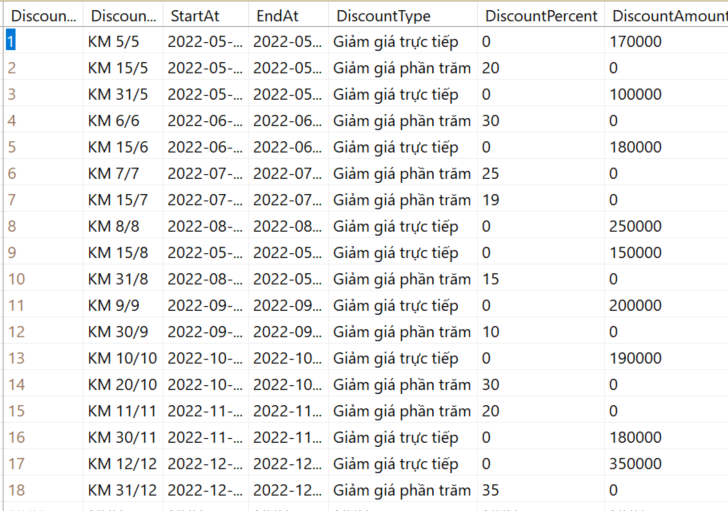 Discoun... Discoun... StartAt EndAt DiscountType DiscountPercent DiscountAmount
1 KM 5/5 2022-05-... 2022-05... Giảm giá trực tiếp 0 170000
2 KM 15/5 2022-05-... 2022-05... Giảm giá phần trăm 20 0
3 KM 31/5 2022-05-... 2022-05... Giảm giá trực tiếp 0 100000
4 KM 6/6 2022-06-... 2022-06... Giảm giá phần trăm 30 0
5 KM 15/6 2022-06-... 2022-06... Giảm giá trực tiếp 0 180000
6 KM 7/7 2022-07-... 2022-07... Giảm giá phần trăm 25 0
7 KM 15/7 2022-07-... 2022-07... Giảm giá phần trăm 19 0
8 KM 8/8 2022-08-... 2022-08... Giảm giá trực tiếp 0 250000
9 KM 15/8 2022-05-... 2022-05... Giảm giá trực tiếp 0 150000
10 KM 31/8 2022-08-... 2022-05... Giảm giá phần trăm 15 0
11 KM 9/9 2022-09-... 2022-09... Giảm giá trực tiếp 0 200000
12 KM 30/9 2022-09-... 2022-09... Giảm giá phần trăm 10 0
13 KM 10/10 2022-10-... 2022-10... Giảm giá trực tiếp 0 190000
14 KM 20/10 2022-10-... 2022-10... Giảm giá phần trăm 30 0
15 KM 11/11 2022-11-... 2022-11... Giảm giá phần trăm 20 0
16 KM 30/11 2022-11-... 2022-11... Giảm giá trực tiếp 0 180000
17 KM 12/12 2022-12-... 2022-12... Giảm giá trực tiếp 0 350000
18 KM 31/12 2022-12-... 2022-12... Giảm giá phần trăm 35 0